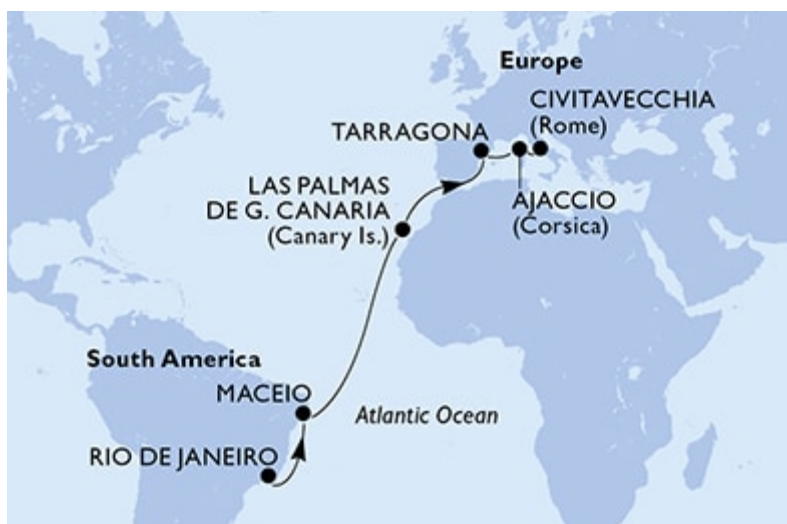 Europe
CIVITAVECCHIA
(Rome)
TARRAGONA
AJACCIO
(Corsica)
LAS PALMAS
DE G. CANARIA
(Canary Is.)
South America
MACEIO
Atlantic Ocean
RIO DE JANEIRO